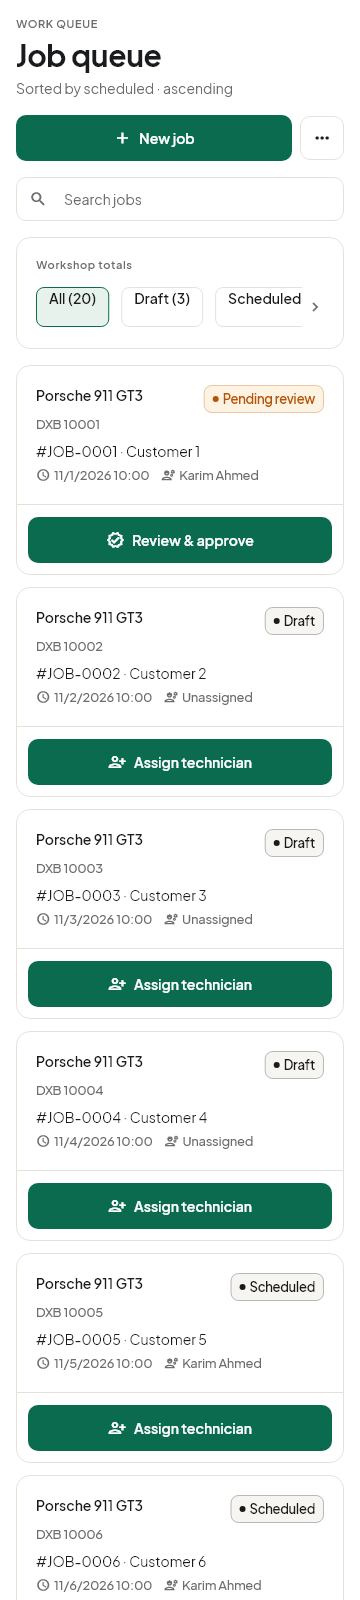 WORK QUEUE
Job queue
Sorted by scheduled · ascending
New job
Search jobs
Workshop totals
All (20) Draft (3) Scheduled
Porsche 911 GT3 Pending review
DXB 10001
#JOB-0001 · Customer 1
11/1/2026 10:00 Karim Ahmed
Review & approve
Porsche 911 GT3 Draft
DXB 10002
#JOB-0002 · Customer 2
11/2/2026 10:00 Unassigned
Assign technician
Porsche 911 GT3 Draft
DXB 10003
#JOB-0003 · Customer 3
11/3/2026 10:00 Unassigned
Assign technician
Porsche 911 GT3 Draft
DXB 10004
#JOB-0004 · Customer 4
11/4/2026 10:00 Unassigned
Assign technician
Porsche 911 GT3 Scheduled
DXB 10005
#JOB-0005 · Customer 5
11/5/2026 10:00 Karim Ahmed
Assign technician
Porsche 911 GT3 Scheduled
DXB 10006
#JOB-0006 · Customer 6
11/6/2026 10:00 Karim Ahmed